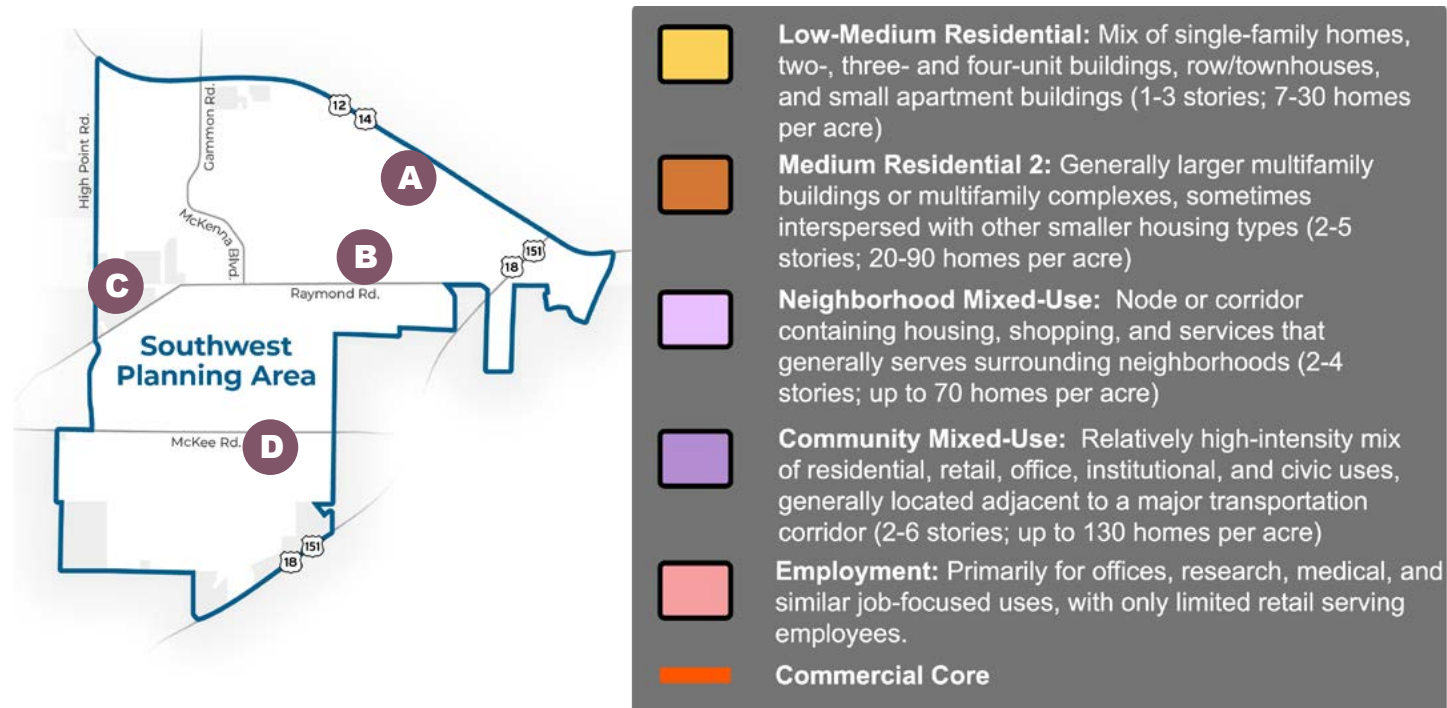 12
14
High Point Rd.
Gammon Rd.
A
McKenna Blvd.
B
151
18
C
Raymond Rd.
Southwest
Planning Area
McKee Rd.
D
151
18
Low-Medium Residential: Mix of single-family homes,
two-, three- and four-unit buildings, row/townhouses,
and small apartment buildings (1-3 stories; 7-30 homes
per acre)
Medium Residential 2: Generally larger multifamily
buildings or multifamily complexes, sometimes
interspersed with other smaller housing types (2-5
stories; 20-90 homes per acre)
Neighborhood Mixed-Use: Node or corridor
containing housing, shopping, and services that
generally serves surrounding neighborhoods (2-4
stories; up to 70 homes per acre)
Community Mixed-Use: Relatively high-intensity mix
of residential, retail, office, institutional, and civic uses,
generally located adjacent to a major transportation
corridor (2-6 stories; up to 130 homes per acre)
Employment: Primarily for offices, research, medical, and
similar job-focused uses, with only limited retail serving
employees.
Commercial Core